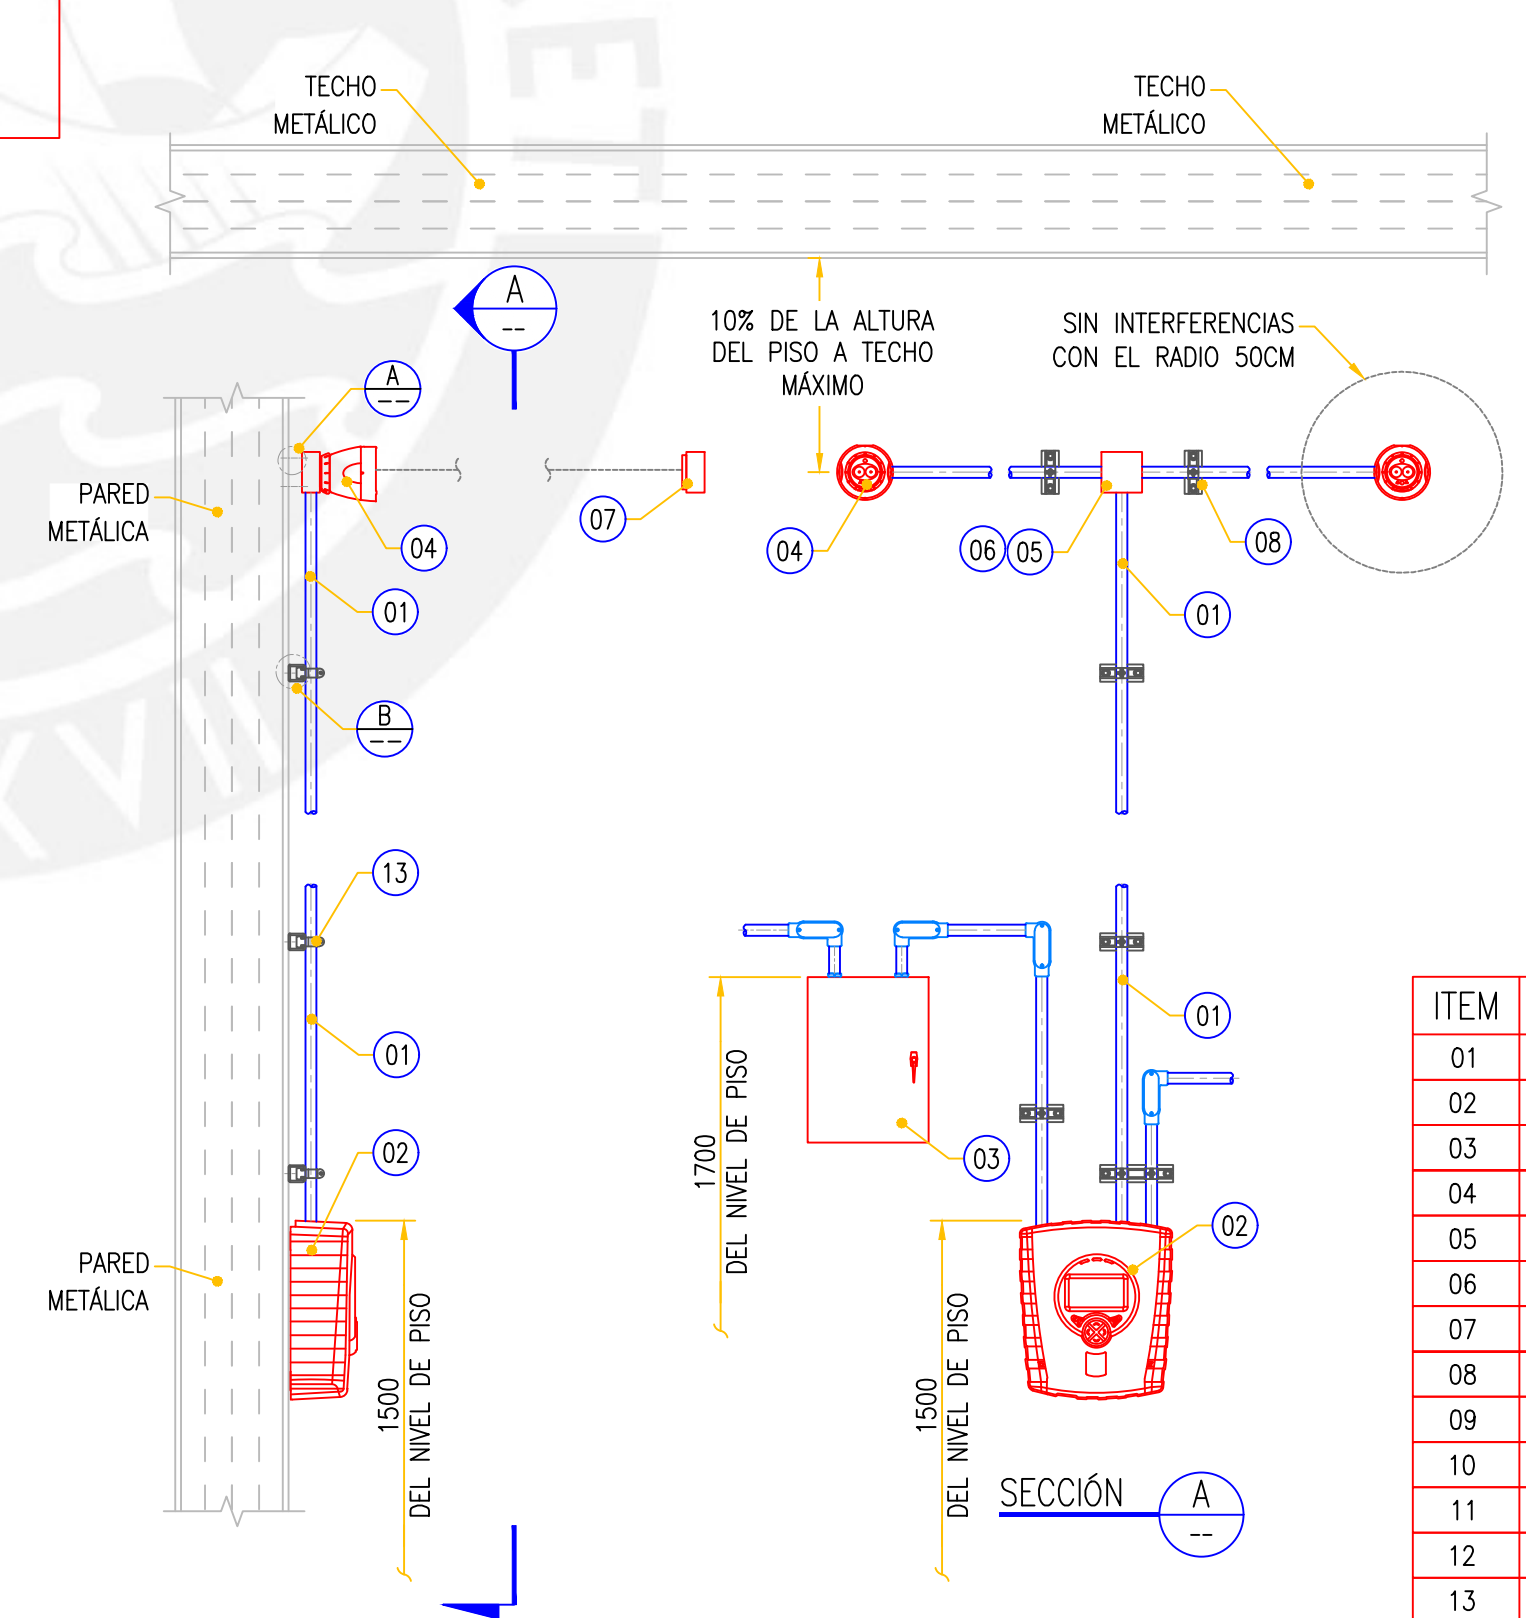 TECHO
METÁLICO
TECHO
METÁLICO
A
--
10% DE LA ALTURA
DEL PISO A TECHO
MÁXIMO
SIN INTERFERENCIAS
CON EL RADIO 50CM
A
--
PARED
METÁLICA
04
07
04
06
05
08
01
01
B
--
13
01
01
1700
DEL NIVEL DE PISO
03
02
02
PARED
METÁLICA
1500
DEL NIVEL DE PISO
1500
DEL NIVEL DE PISO
SECCIÓN
A
--
ITEM
01
02
03
04
05
06
07
08
09
10
11
12
13
ET
XVII